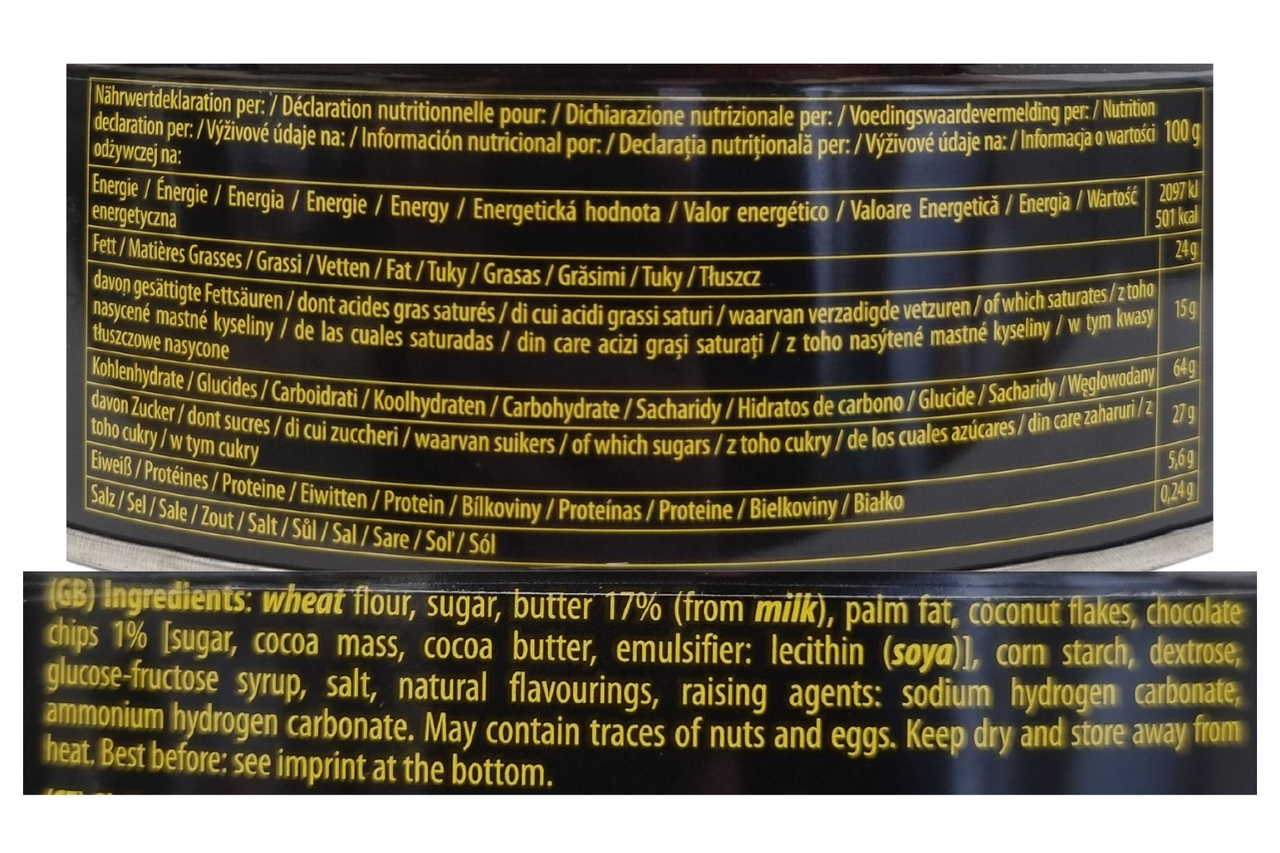 Nährwertdeklaration per: / Déclaration nutritionnelle pour: / Dichiarazione nutrizionale per: / Voedingswaardevermelding per: / Nutrition
declaration per: / Výživové údaje na: / Información nutricional por: / Declarația nutrițională per: / Výživové údaje na: / Informacja o wartości 100 g
odżywczej na:
Energie / Énergie / Energia / Energie / Energy / Energetická hodnota / Valor energético / Valoare Energetică / Energia / Wartość 2097 kJ
energetyczna 501 kcal
Fett / Matières Grasses / Grassi / Vetten / Fat / Tuky / Grasas / Grăsimi / Tuky / Tłuszcz 24 g
davon gesättigte Fettsäuren / dont acides gras saturés / di cui acidi grassi saturi / waarvan verzadigde vetzuren / of which saturates / z toho
nasycené mastné kyseliny / de las cuales saturadas / din care acizi grași saturați / z toho nasýtené mastné kyseliny / w tym kwasy 15 g
tłuszczowe nasycone
Kohlenhydrate / Glucides / Carboidrati / Koolhydraten / Carbohydrate / Sacharidy / Hidratos de carbono / Glucide / Sacharidy / Węglowodany 64 g
davon Zucker / dont sucres / di cui zuccheri / waarvan suikers / of which sugars / z toho cukry / de los cuales azúcares / din care zaharuri / z 27 g
toho cukry / w tym cukry
Eiweiß / Protéines / Proteine / Eiwitten / Protein / Bílkoviny / Proteínas / Proteine / Bielkoviny / Białko 5,6 g
Salz / Sel / Sale / Zout / Salt / Sůl / Sal / Sare / Soľ / Sól 0,24 g
(GB) Ingredients: wheat flour, sugar, butter 17% (from milk), palm fat, coconut flakes, chocolate
chips 1% [sugar, cocoa mass, cocoa butter, emulsifier: lecithin (soya)], corn starch, dextrose,
glucose-fructose syrup, salt, natural flavourings, raising agents: sodium hydrogen carbonate,
ammonium hydrogen carbonate. May contain traces of nuts and eggs. Keep dry and store away from
heat. Best before: see imprint at the bottom.